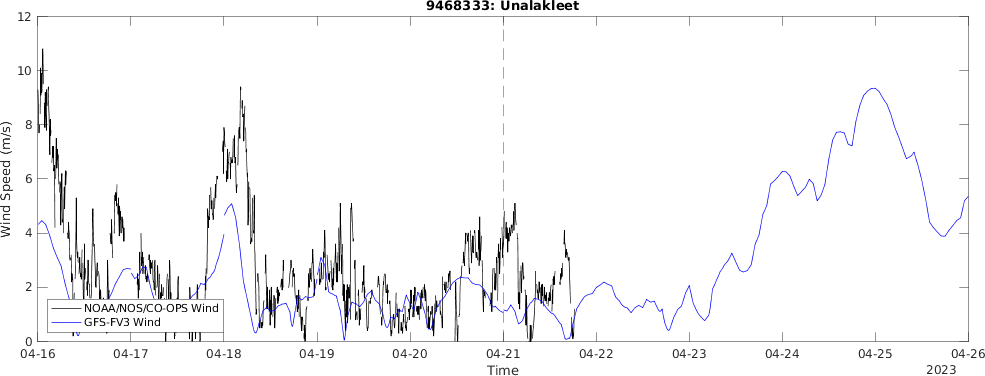 9468333: Unalakleet
12
10
8
6
4
2
0
Wind Speed (m/s)
NOAA/NOS/CO-OPS Wind
GFS-FV3 Wind
04-16 04-17 04-18 04-19 04-20 04-21 04-22 04-23 04-24 04-25 04-26
Time
2023